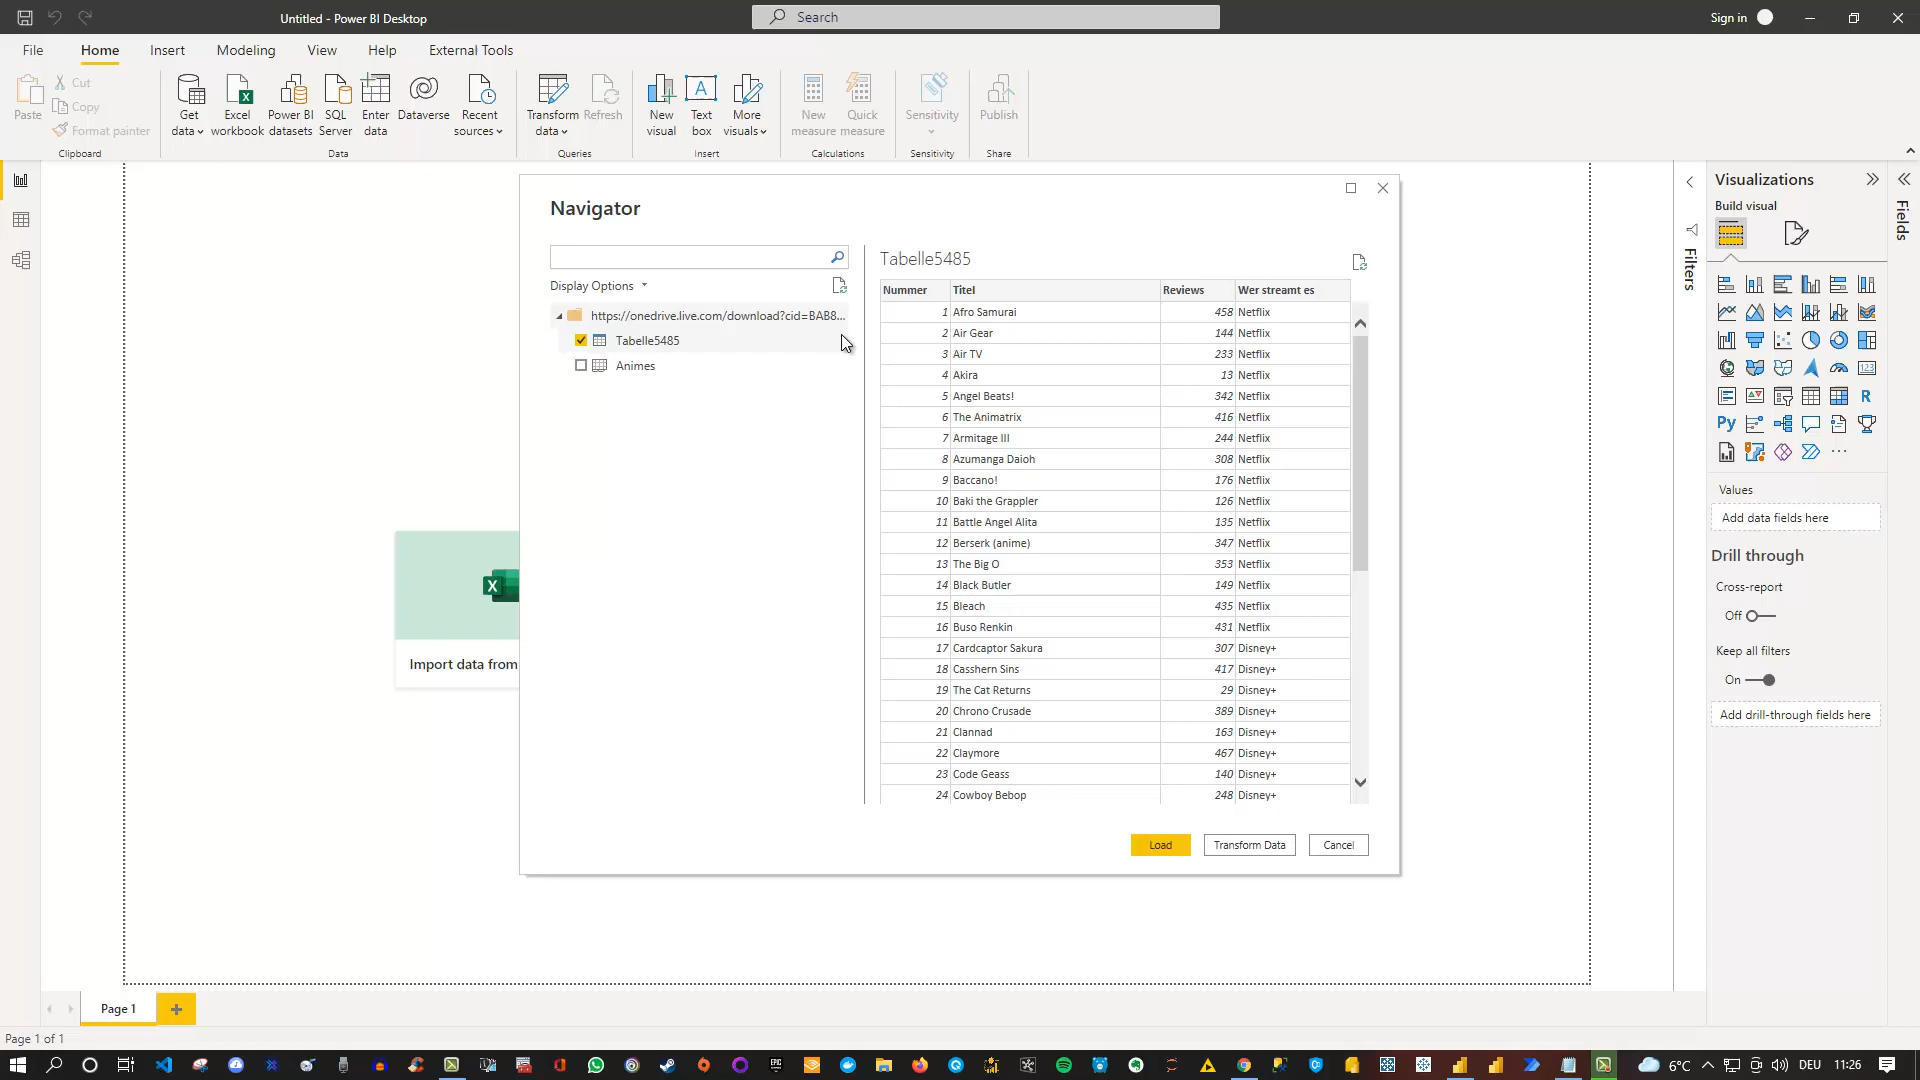 Untitled - Power BI Desktop
Search
Sign in
File Home Insert Modeling View Help External Tools
Paste
Cut
Copy
Format painter
Clipboard
Get data
Excel workbook
Power BI datasets
SQL Server
Enter data
Dataverse
Recent sources
Data
Transform data
Refresh
Queries
New visual
Text box
More visuals
Insert
New measure
Quick measure
Calculations
Sensitivity
Sensitivity
Publish
Share
Import data from
Navigator
Display Options
https://onedrive.live.com/download?cid=BAB8...
Tabelle5485
Animes
Tabelle5485
Nummer Titel Reviews Wer streamt es
1 Afro Samurai 458 Netflix
2 Air Gear 144 Netflix
3 Air TV 233 Netflix
4 Akira 13 Netflix
5 Angel Beats! 342 Netflix
6 The Animatrix 416 Netflix
7 Armitage III 244 Netflix
8 Azumanga Daioh 308 Netflix
9 Baccano! 176 Netflix
10 Baki the Grappler 126 Netflix
11 Battle Angel Alita 135 Netflix
12 Berserk (anime) 347 Netflix
13 The Big O 353 Netflix
14 Black Butler 149 Netflix
15 Bleach 435 Netflix
16 Buso Renkin 431 Netflix
17 Cardcaptor Sakura 307 Disney+
18 Casshern Sins 417 Disney+
19 The Cat Returns 29 Disney+
20 Chrono Crusade 389 Disney+
21 Clannad 163 Disney+
22 Claymore 467 Disney+
23 Code Geass 140 Disney+
24 Cowboy Bebop 248 Disney+
Load
Transform Data
Cancel
Filters
Visualizations
Build visual
123
R
Py
Values
Add data fields here
Drill through
Cross-report
Off
Keep all filters
On
Add drill-through fields here
Fields
Page 1
Page 1 of 1
6°C
DEU
11:26